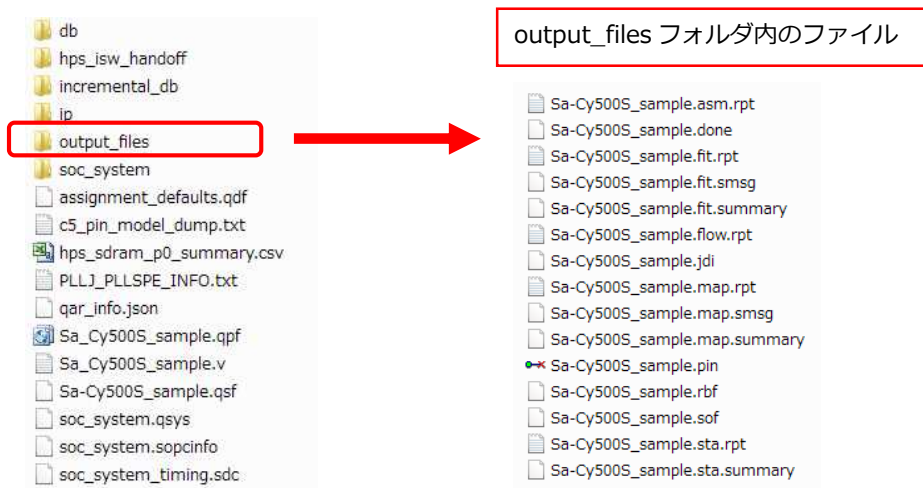 db
hps_isw_handoff
incremental_db
ip
output_files
soc_system
assignment_defaults.qdf
c5_pin_model_dump.txt
hps_sdram_p0_summary.csv
PLLJ_PLLSPE_INFO.txt
qar_info.json
Sa_Cy500S_sample.qpf
Sa_Cy500S_sample.v
Sa-Cy500S_sample.qsf
soc_system.qsys
soc_system.sopcinfo
soc_system_timing.sdc
output_files フォルダ内のファイル
Sa-Cy500S_sample.asm.rpt
Sa-Cy500S_sample.done
Sa-Cy500S_sample.fit.rpt
Sa-Cy500S_sample.fit.smsg
Sa-Cy500S_sample.fit.summary
Sa-Cy500S_sample.flow.rpt
Sa-Cy500S_sample.jdi
Sa-Cy500S_sample.map.rpt
Sa-Cy500S_sample.map.smsg
Sa-Cy500S_sample.map.summary
Sa-Cy500S_sample.pin
Sa-Cy500S_sample.rbf
Sa-Cy500S_sample.sof
Sa-Cy500S_sample.sta.rpt
Sa-Cy500S_sample.sta.summary